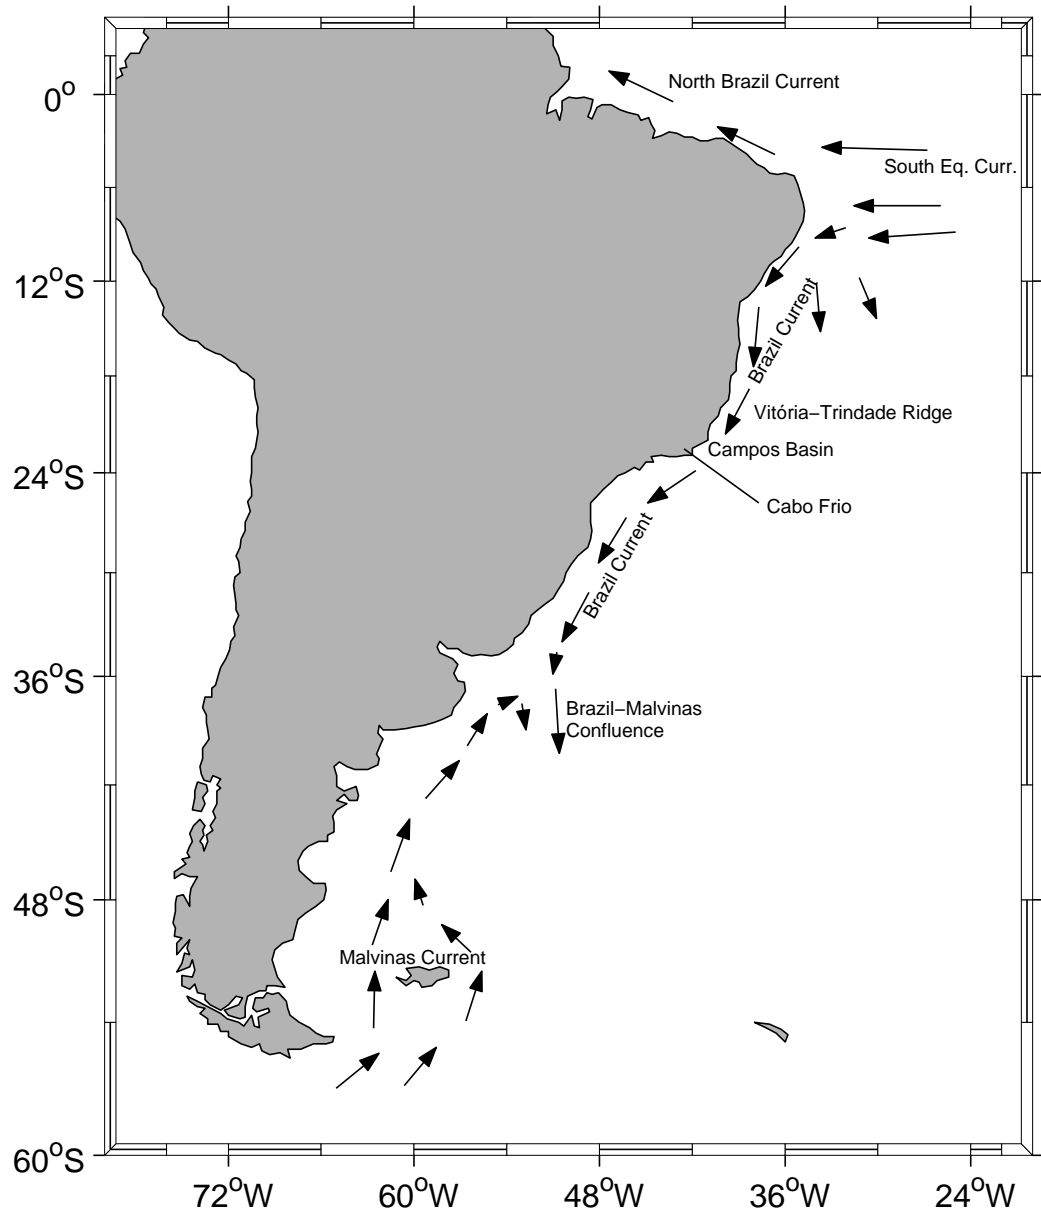 North Brazil Current
0°
South Eq. Curr.
12°S
Brazil Current
Vitória−Trindade Ridge
Campos Basin
24°S
Cabo Frio
Brazil Current
36°S
Brazil−Malvinas
Confluence
48°S
Malvinas Current
60°S
72°W 60°W 48°W 36°W 24°W